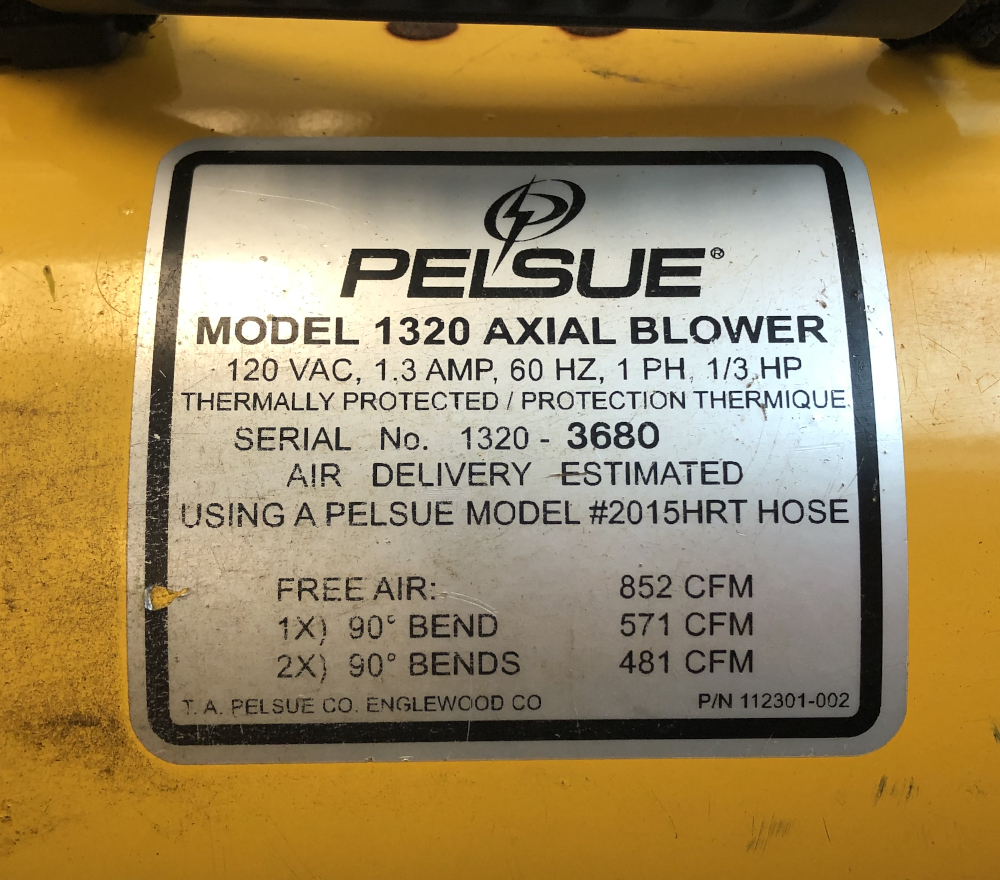 PELSUE®
MODEL 1320 AXIAL BLOWER
120 VAC, 1.3 AMP, 60 HZ, 1 PH, 1/3 HP
THERMALLY PROTECTED / PROTECTION THERMIQUE
SERIAL No. 1320 - 3680
AIR DELIVERY ESTIMATED
USING A PELSUE MODEL #2015HRT HOSE
FREE AIR: 852 CFM
1X) 90° BEND 571 CFM
2X) 90° BENDS 481 CFM
T. A. PELSUE CO. ENGLEWOOD CO P/N 112301-002